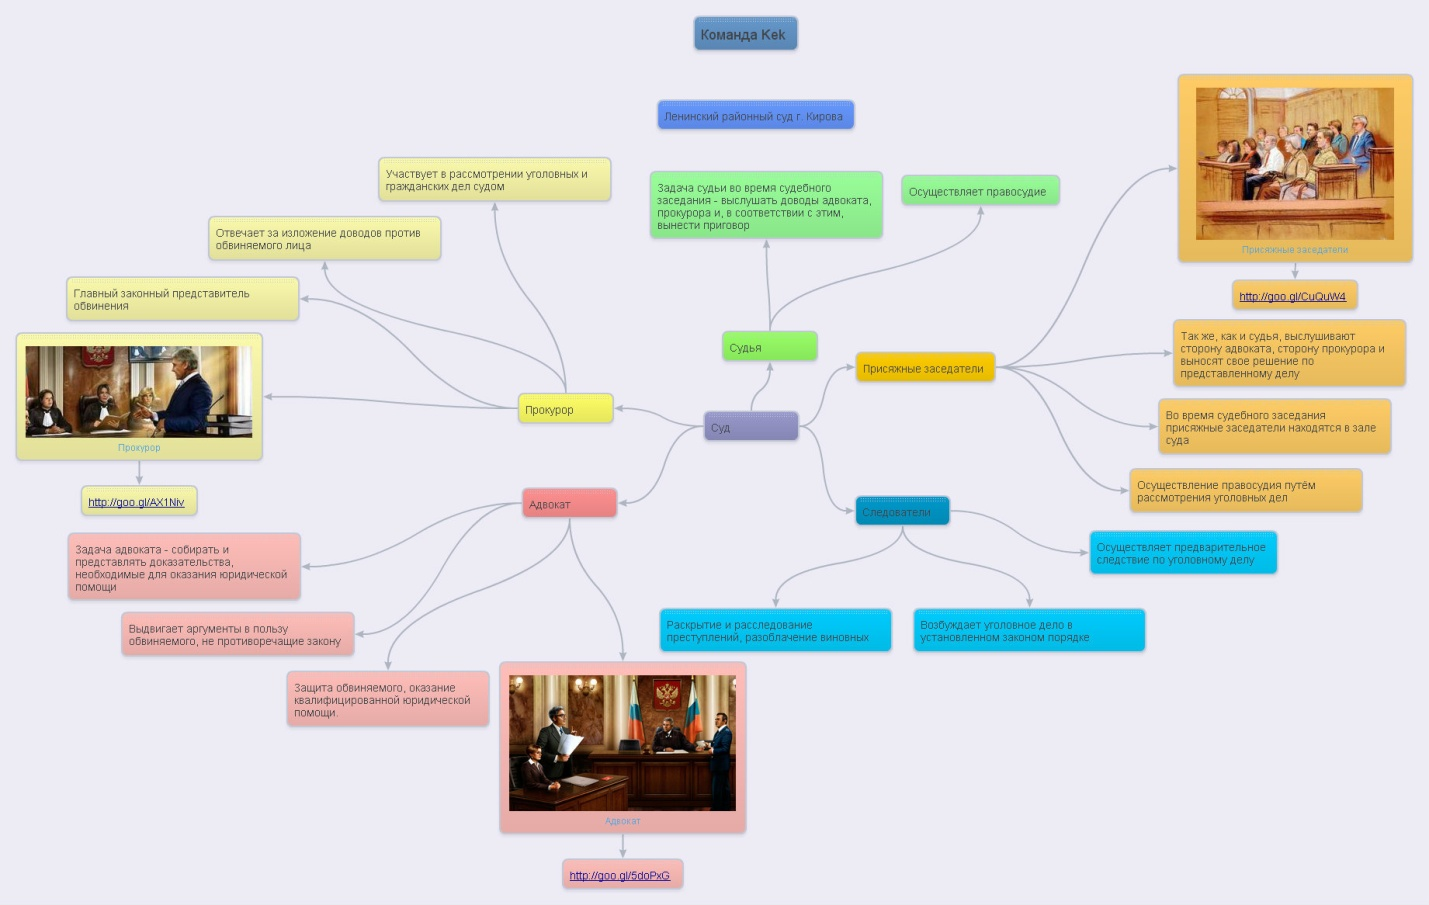 Команда Kek
Ленинский районный суд г. Кирова
Участвует в рассмотрении уголовных и
гражданских дел судом
Отвечает за изложение доводов против
обвиняемого лица
Главный законный представитель
обвинения
Прокурор
http://goo.gl/AX1Niv
Прокурор
Задача судьи во время судебного
заседания - выслушать доводы адвоката,
прокурора и, в соответствии с этим,
вынести приговор
Осуществляет правосудие
Судья
Суд
Присяжные заседатели
Присяжные заседатели
http://goo.gl/CuQuW4
Так же, как и судья, выслушивают
сторону адвоката, сторону прокурора и
выносят свое решение по
представленному делу
Во время судебного заседания
присяжные заседатели находятся в зале
суда
Осуществление правосудия путём
рассмотрения уголовных дел
Адвокат
Задача адвоката - собирать и
представлять доказательства,
необходимые для оказания юридической
помощи
Выдвигает аргументы в пользу
обвиняемого, не противоречащие закону
Защита обвиняемого, оказание
квалифицированной юридической
помощи.
Адвокат
http://goo.gl/5doPxG
Следователи
Осуществляет предварительное
следствие по уголовному делу
Раскрытие и расследование
преступлений, разоблачение виновных
Возбуждает уголовное дело в
установленном законом порядке